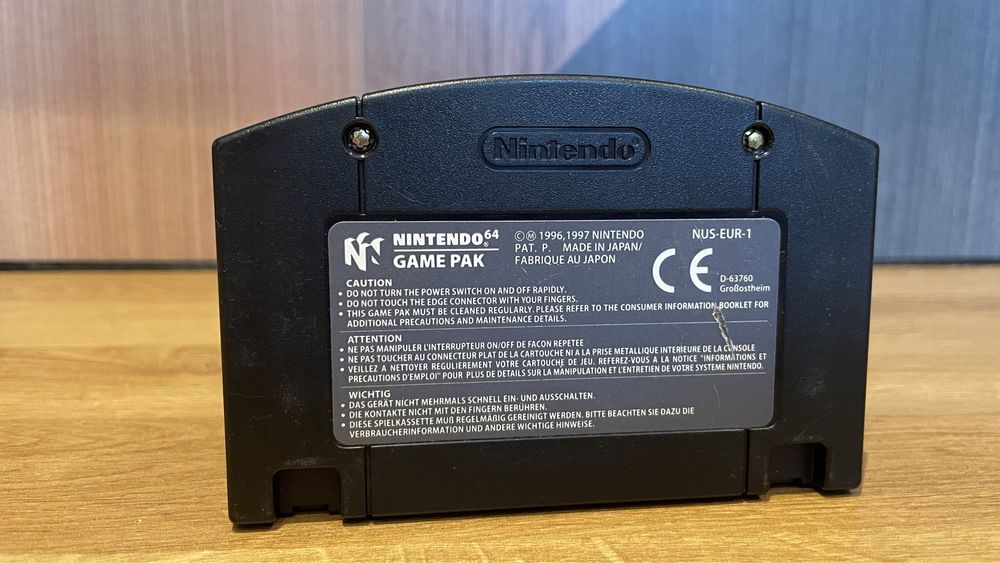 Nintendo
NINTENDO 64
GAME PAK
©Ⓜ 1996,1997 NINTENDO
PAT. P. MADE IN JAPAN/
FABRIQUE AU JAPON
NUS-EUR-1
CE
D-63760
Großostheim
CAUTION
• DO NOT TURN THE POWER SWITCH ON AND OFF RAPIDLY.
• DO NOT TOUCH THE EDGE CONNECTOR WITH YOUR FINGERS.
• THIS GAME PAK MUST BE CLEANED REGULARLY. PLEASE REFER TO THE CONSUMER INFORMATION BOOKLET FOR
ADDITIONAL PRECAUTIONS AND MAINTENANCE DETAILS.
ATTENTION
• NE PAS MANIPULER L'INTERRUPTEUR ON/OFF DE FACON REPETEE
• NE PAS TOUCHER AU CONNECTEUR PLAT DE LA CARTOUCHE NI A LA PRISE METALLIQUE INTERIEURE DE LA CONSOLE
• VEILLEZ A NETTOYER REGULIEREMENT VOTRE CARTOUCHE DE JEU. REFEREZ-VOUS A LA NOTICE "INFORMATIONS ET
PRECAUTIONS D'EMPLOI" POUR PLUS DE DETAILS SUR LA MANIPULATION ET L'ENTRETIEN DE VOTRE SYSTEME NINTENDO.
WICHTIG
• DAS GERÄT NICHT MEHRMALS SCHNELL EIN- UND AUSSCHALTEN.
• DIE KONTAKTE NICHT MIT DEN FINGERN BERÜHREN.
• DIESE SPIELKASSETTE MUß REGELMAßIG GEREINIGT WERDEN. BITTE BEACHTEN SIE DAZU DIE
VERBRAUCHERINFORMATION UND ANDERE WICHTIGE HINWEISE.